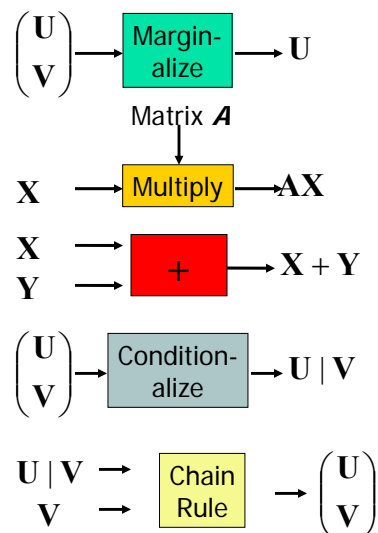 (U V) Margin-alize U
Matrix A
X Multiply AX
X
Y + X + Y
(U V) Condition-alize U | V
U | V
V Chain Rule (U V)